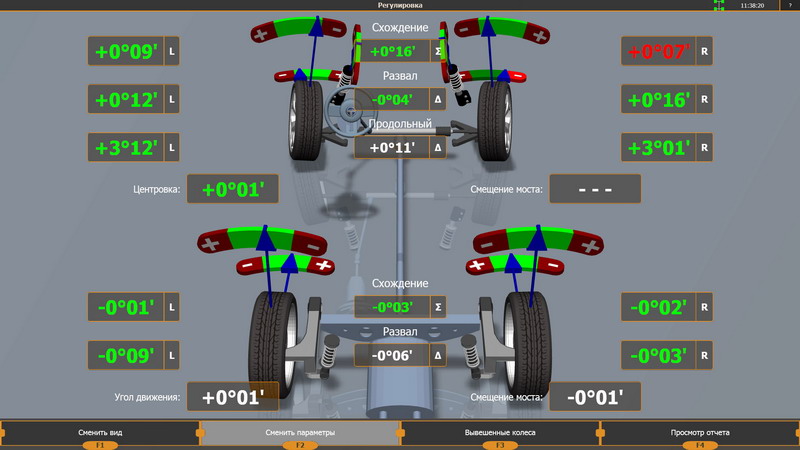 Регулировка
11:38:20
?
Схождение
+0°09' L
+0°16' Σ
+0°07' R
Развал
+0°12' L
-0°04' Δ
+0°16' R
Продольный
+3°12' L
+0°11' Δ
+3°01' R
Центровка: +0°01'
Смещение моста: - - -
Схождение
-0°01' L
-0°03' Σ
-0°02' R
Развал
-0°09' L
-0°06' Δ
-0°03' R
Угол движения: +0°01'
Смещение моста: -0°01'
Сменить вид
Сменить параметры
Вывешенные колеса
Просмотр отчета
F1
F2
F3
F4